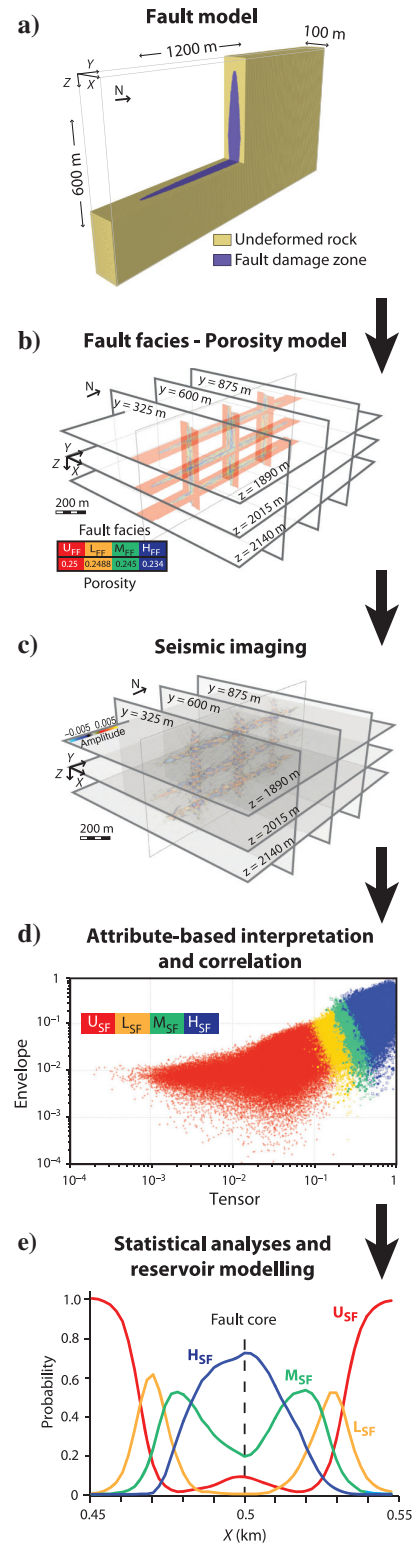 a)
Fault model
1200 m
100 m
Y
X
Z
N
600 m
Undeformed rock
Fault damage zone
b)
Fault facies - Porosity model
N
y = 875 m
y = 600 m
y = 325 m
Y
X
Z
z = 1890 m
z = 2015 m
z = 2140 m
200 m
Fault facies
UFF LFF MFF HFF
0.25 0.2488 0.245 0.234
Porosity
c)
Seismic imaging
N
y = 875 m
y = 600 m
y = 325 m
−0.005 0.005
Amplitude
Y
X
Z
z = 1890 m
z = 2015 m
z = 2140 m
200 m
d)
Attribute-based interpretation
and correlation
USF LSF MSF HSF
Envelope
1
10−1
10−2
10−3
10−4
10−4 10−3 10−2 10−1 1
Tensor
e)
Statistical analyses and
reservoir modelling
Fault core
USF
HSF
MSF
LSF
Probability
1.0
0.8
0.6
0.4
0.2
0
0.45 0.5 0.55
X (km)